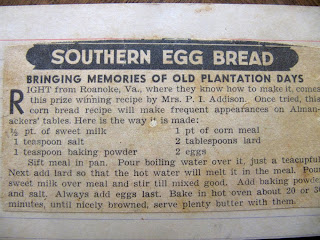 SOUTHERN EGG BREAD
BRINGING MEMORIES OF OLD PLANTATION DAYS
RIGHT from Roanoke, Va., where they know how to make it, comes
this prize winning recipe by Mrs. P. I. Addison. Once tried, this
corn bread recipe will make frequent appearances on Alman-
ackers' tables. Here is the way it is made:
½ pt. of sweet milk 1 pt. of corn meal
1 teaspoon salt 2 tablespoons lard
1 teaspoon baking powder 2 eggs
Sift meal in pan. Pour boiling water over it, just a teacupful.
Next add lard so that the hot water will melt it in the meal. Pour
sweet milk over meal and stir till mixed good. Add baking powder
and salt. Always add eggs last. Bake in hot oven about 20 or 30
minutes, until nicely browned, serve plenty butter with them.